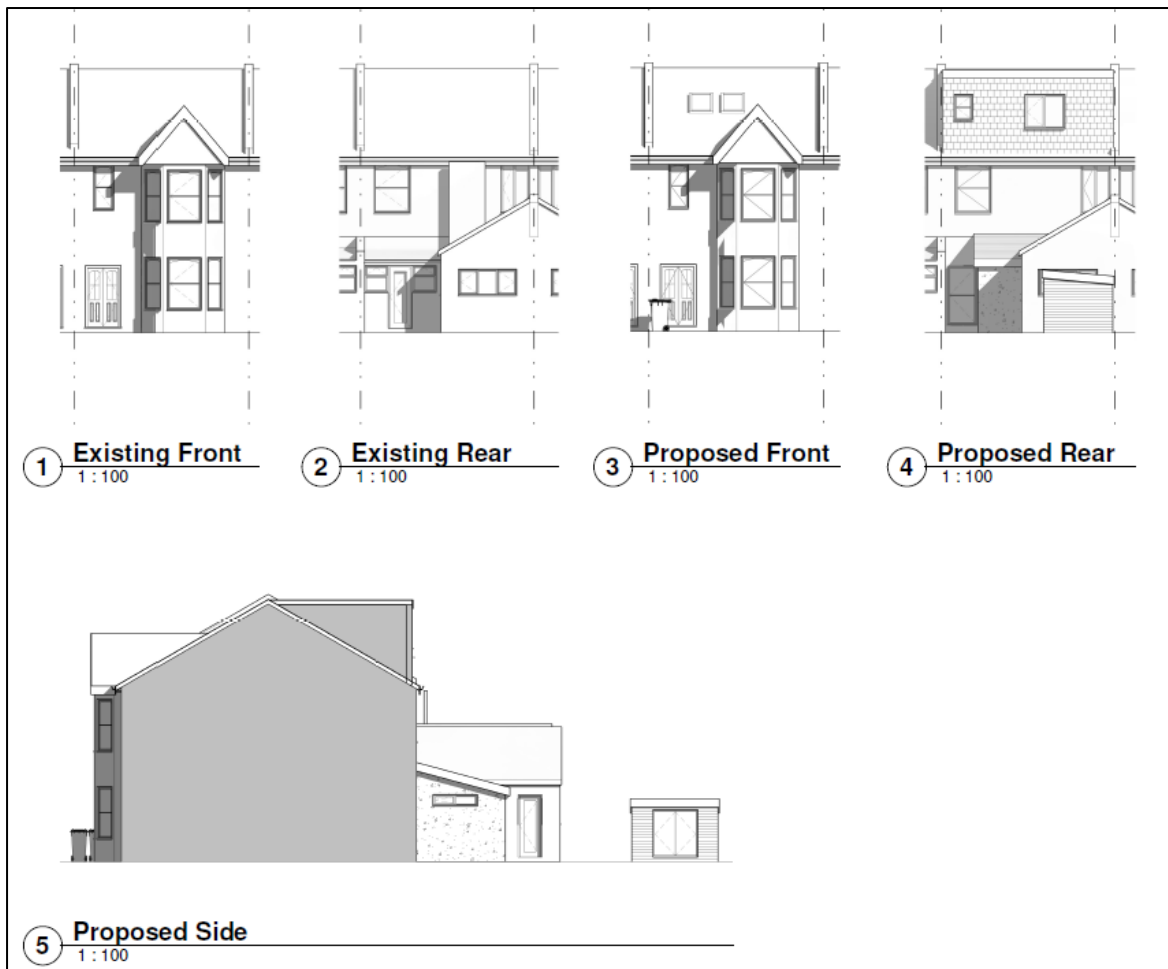 1 Existing Front
1 : 100
2 Existing Rear
1 : 100
3 Proposed Front
1 : 100
4 Proposed Rear
1 : 100
5 Proposed Side
1 : 100